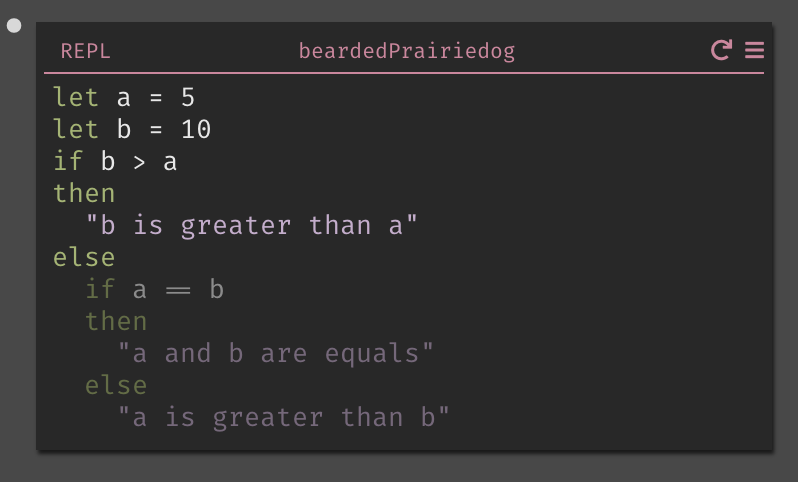 REPL beardedPrairiedog
let a = 5
let b = 10
if b > a
then
  "b is greater than a"
else
  if a == b
  then
    "a and b are equals"
  else
    "a is greater than b"